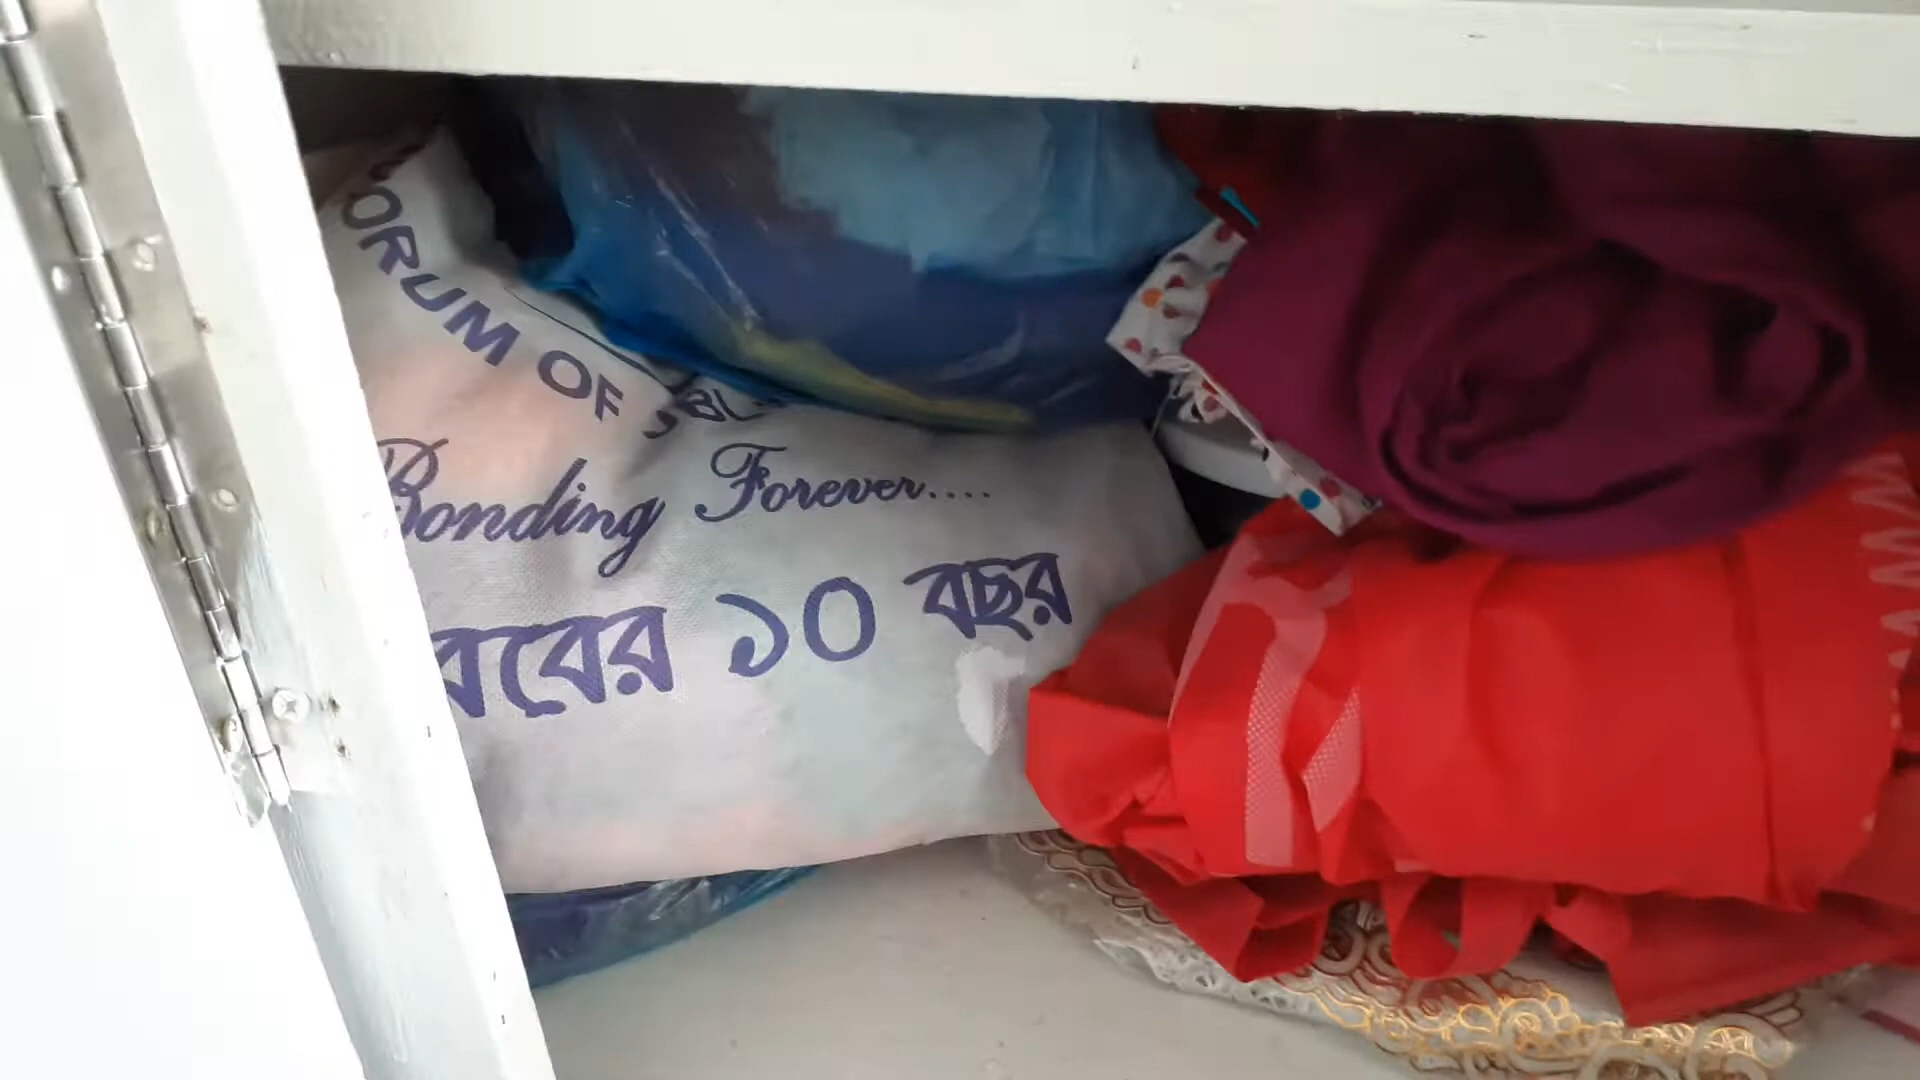 ORUM OF
Bonding Forever....
বের ১০ বছর